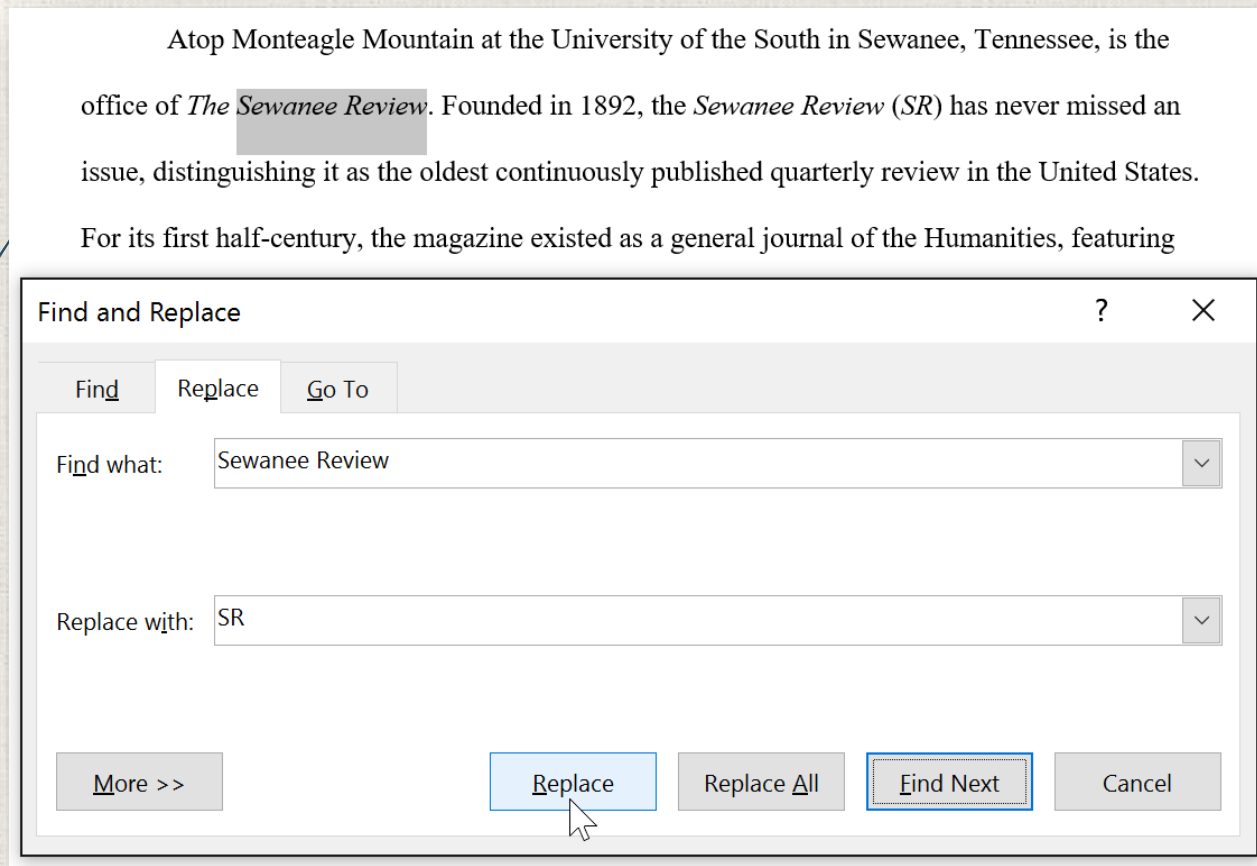 Atop Monteagle Mountain at the University of the South in Sewanee, Tennessee, is the
office of The Sewanee Review. Founded in 1892, the Sewanee Review (SR) has never missed an
issue, distinguishing it as the oldest continuously published quarterly review in the United States.
For its first half-century, the magazine existed as a general journal of the Humanities, featuring
Find and Replace ?
Find Replace Go To
Find what: Sewanee Review
Replace with: SR
More >> Replace Replace All Find Next Cancel